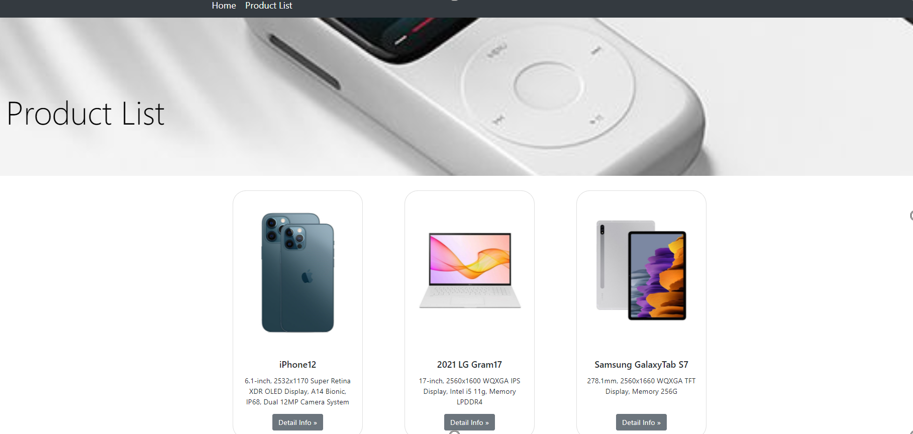 Home Product List
MENU
Product List
iPhone12
6.1-inch, 2532x1170 Super Retina
XDR OLED Display, A14 Bionic,
IP68, Dual 12MP Camera System
Detail Info »
2021 LG Gram17
17-inch, 2560x1600 WQXGA IPS
Display, Intel i5 11g, Memory
LPDDR4
Detail Info »
Samsung GalaxyTab S7
278.1mm, 2560x1660 WQXGA TFT
Display, Memory 256G
Detail Info »